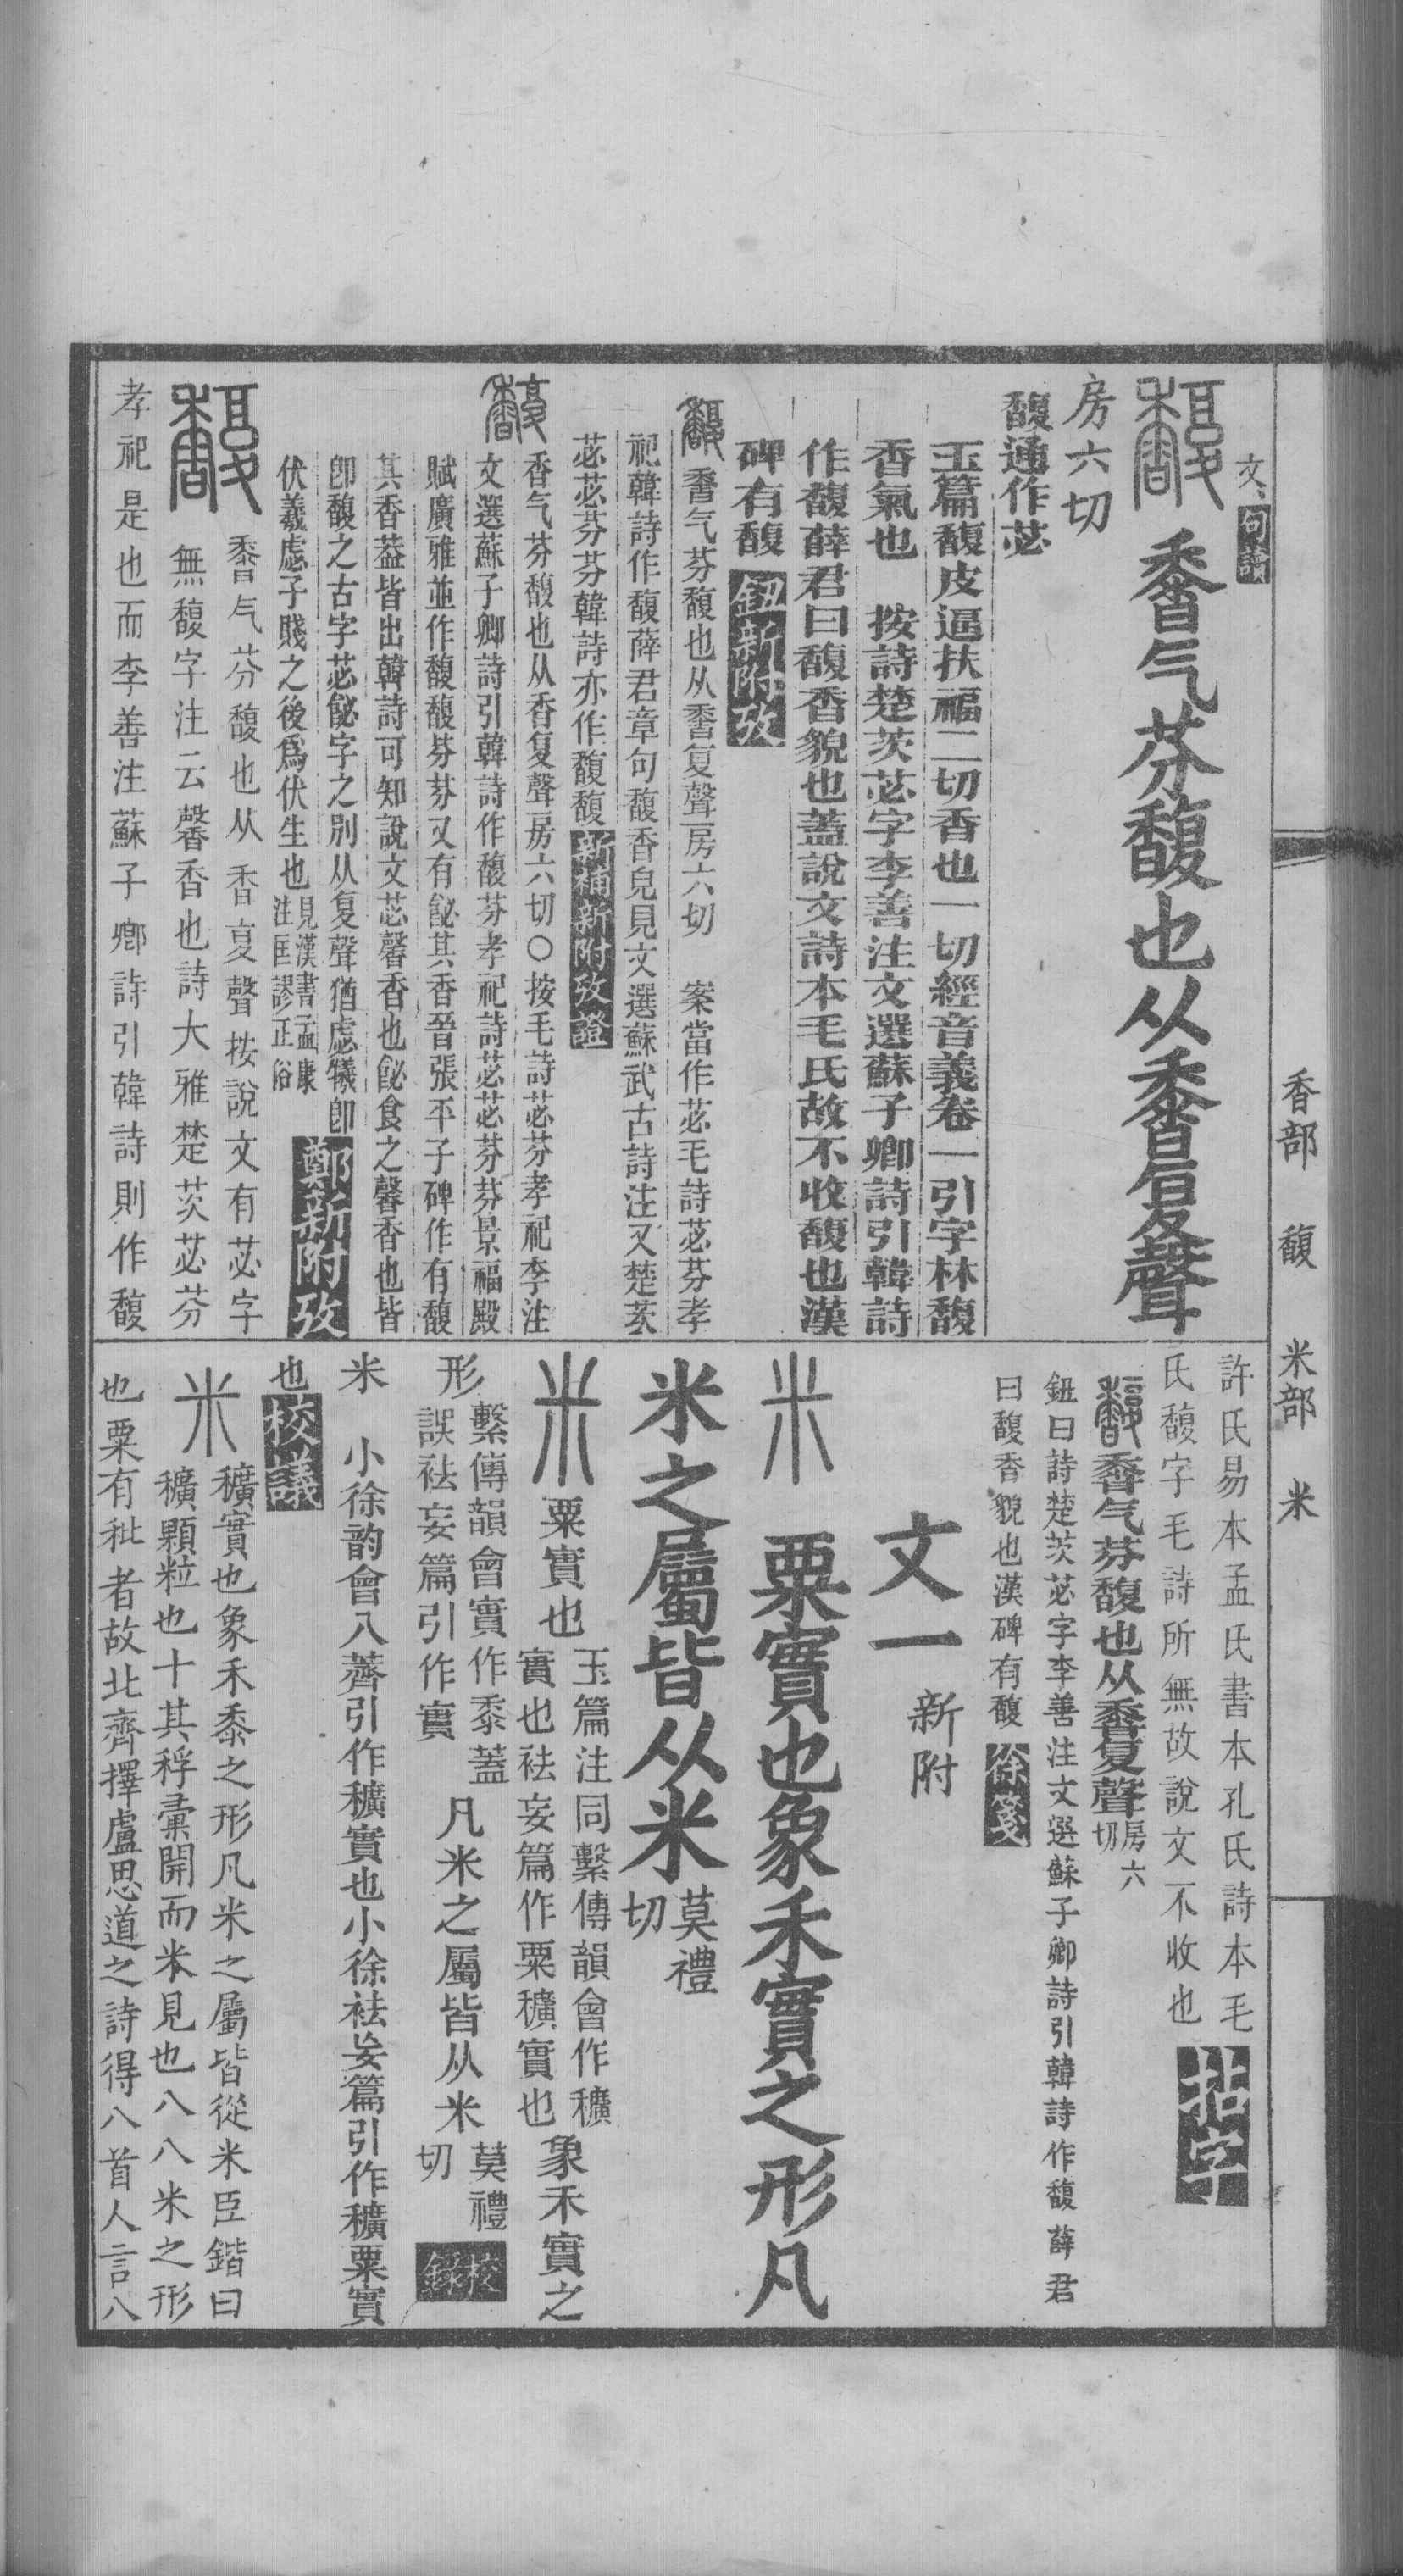 文、句讀
馥 𪏰气芬馥也从𪏰复聲
房六切
馥通作苾
玉篇馥皮逼扶福二切香也一切經音義卷一引字林馥
香氣也 按詩楚茨苾字李善注文選蘇子卿詩引韓詩
作馥薛君曰馥香貌也蓋說文詩本毛氏故不收馥也漢
碑有馥 鈕新附攷
馥 𪏰气芬馥也从𪏰复聲房六切 案當作苾毛詩苾芬孝
祀韓詩作馥薛君章句馥香皃見文選蘇武古詩注又楚茨
苾苾芬芬韓詩亦作馥馥 新補新附攷證
馥 香气芬馥也从香复聲房六切○按毛詩苾芬孝祀李注
文選蘇子卿詩引韓詩作馥芬孝祀詩苾苾芬芬景福殿
賦廣雅並作馥馥芬芬又有飶其香晉張平子碑作有馥
其香葢皆出韓詩可知說文苾馨香也飶食之馨香也皆
卽馥之古字苾飶字之別从复聲猶虙犧卽
伏羲虙子賤之後爲伏生也 見漢書孟康
注匡謬正俗 鄭新附攷
馥 𪏰气芬馥也从香复聲按說文有苾字
無馥字注云馨香也詩大雅楚茨苾芬
孝祀是也而李善注蘇子卿詩引韓詩則作馥
香部 馥 米部 米
許氏易本孟氏書本孔氏詩本毛
氏馥字毛詩所無故說文不收也 拈字
馥 𪏰气芬馥也从𪏰复聲 房六
切
鈕曰詩楚茨苾字李善注文選蘇子卿詩引韓詩作馥薛君
曰馥香貌也漢碑有馥 徐箋
文一 新附
米 粟實也象禾實之形凡
米之屬皆从米 莫禮
切
米 粟實也 玉篇注同繫傳韻會作穬
實也袪妄篇作粟穬實也 象禾實之
形 繫傳韻會實作黍蓋
誤袪妄篇引作實 凡米之屬皆从米 莫禮
切 校錄
米 小徐韵會八薺引作穬實也小徐袪妄篇引作穬粟實
也 校議
米 穬實也象禾黍之形凡米之屬皆從米臣鍇曰
穬顆粒也十其稃彙開而米見也八八米之形
也粟有秕者故北齊擇盧思道之詩得八首人言八